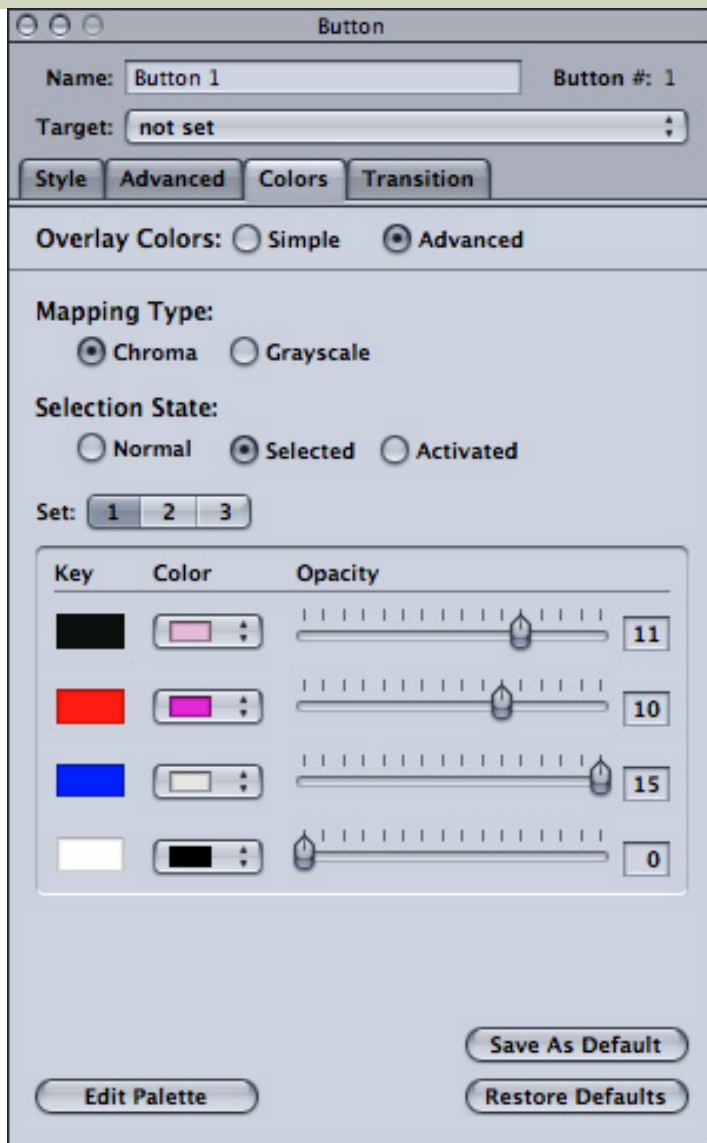 Button
Name: Button 1 Button #: 1
Target: not set
Style Advanced Colors Transition
Overlay Colors: Simple Advanced
Mapping Type:
Chroma Grayscale
Selection State:
Normal Selected Activated
Set: 1 2 3
Key Color Opacity
11
10
15
0
Save As Default
Edit Palette Restore Defaults